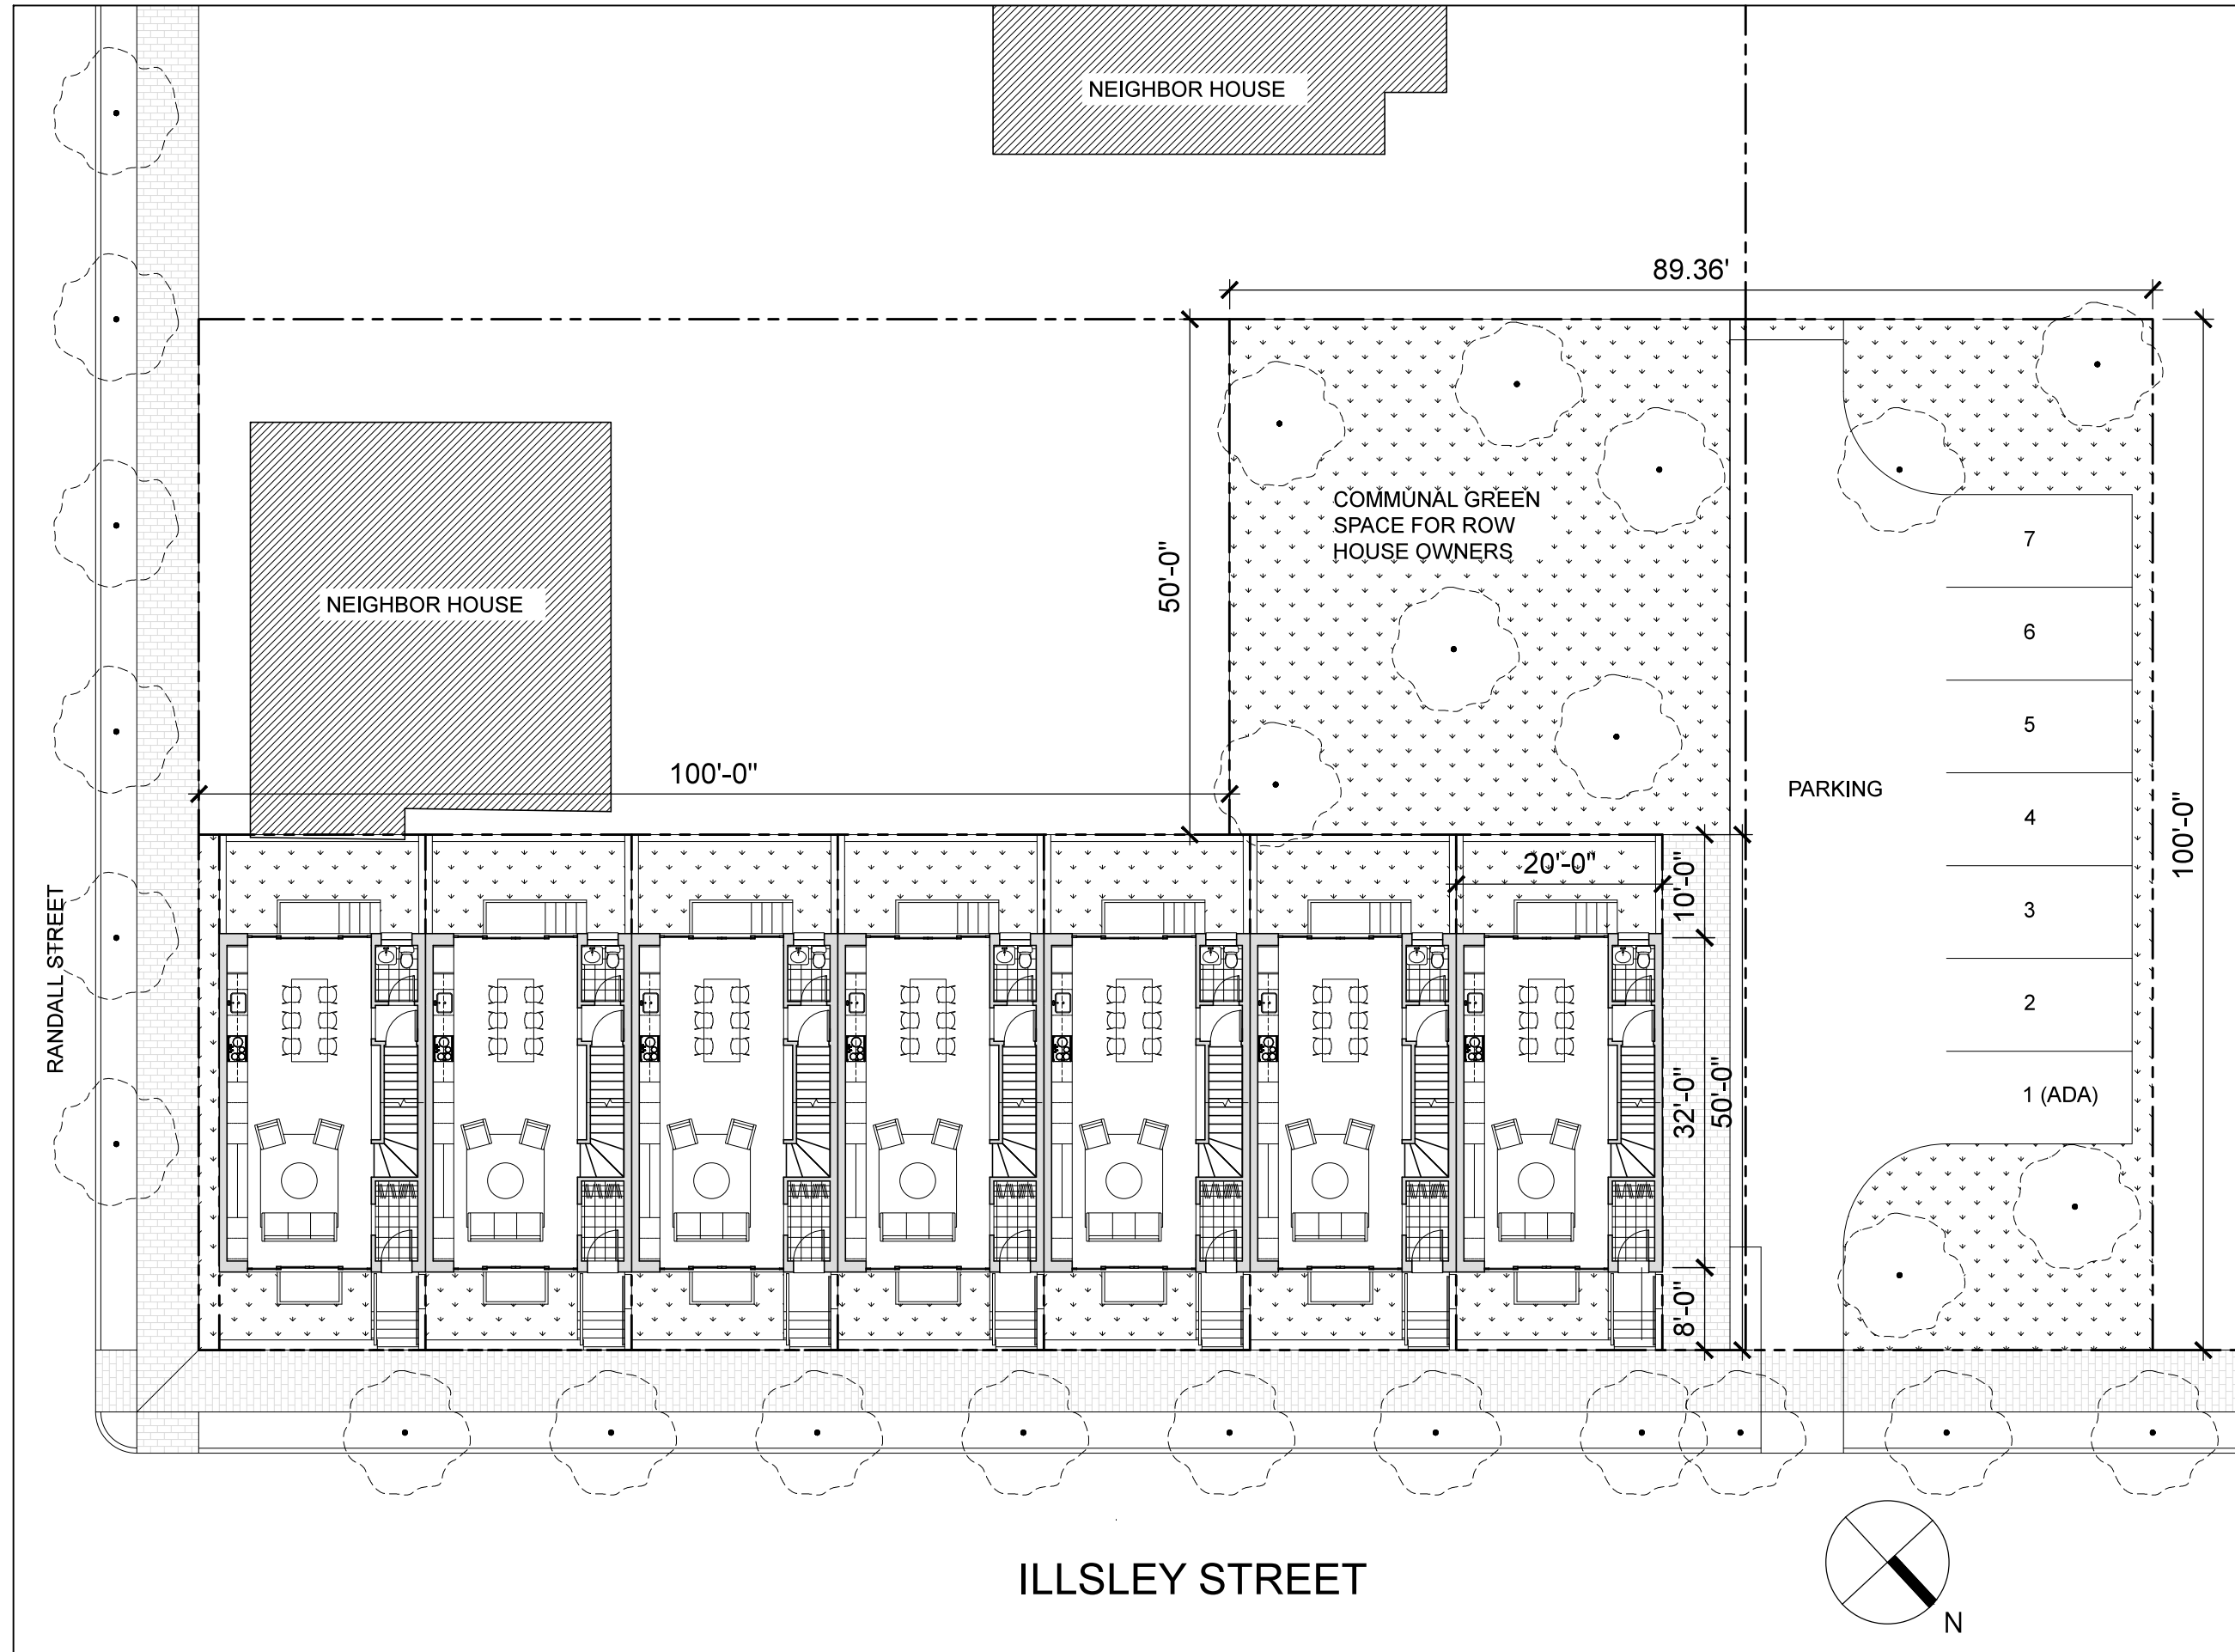 NEIGHBOR HOUSE
89.36'
COMMUNAL GREEN
SPACE FOR ROW
HOUSE OWNERS
50'-0"
NEIGHBOR HOUSE
100'-0"
7
6
5
4
3
2
1 (ADA)
PARKING
100'-0"
RANDALL STREET
20'-0"
10'-0"
32'-0"
50'-0"
8'-0"
ILLSLEY STREET
N